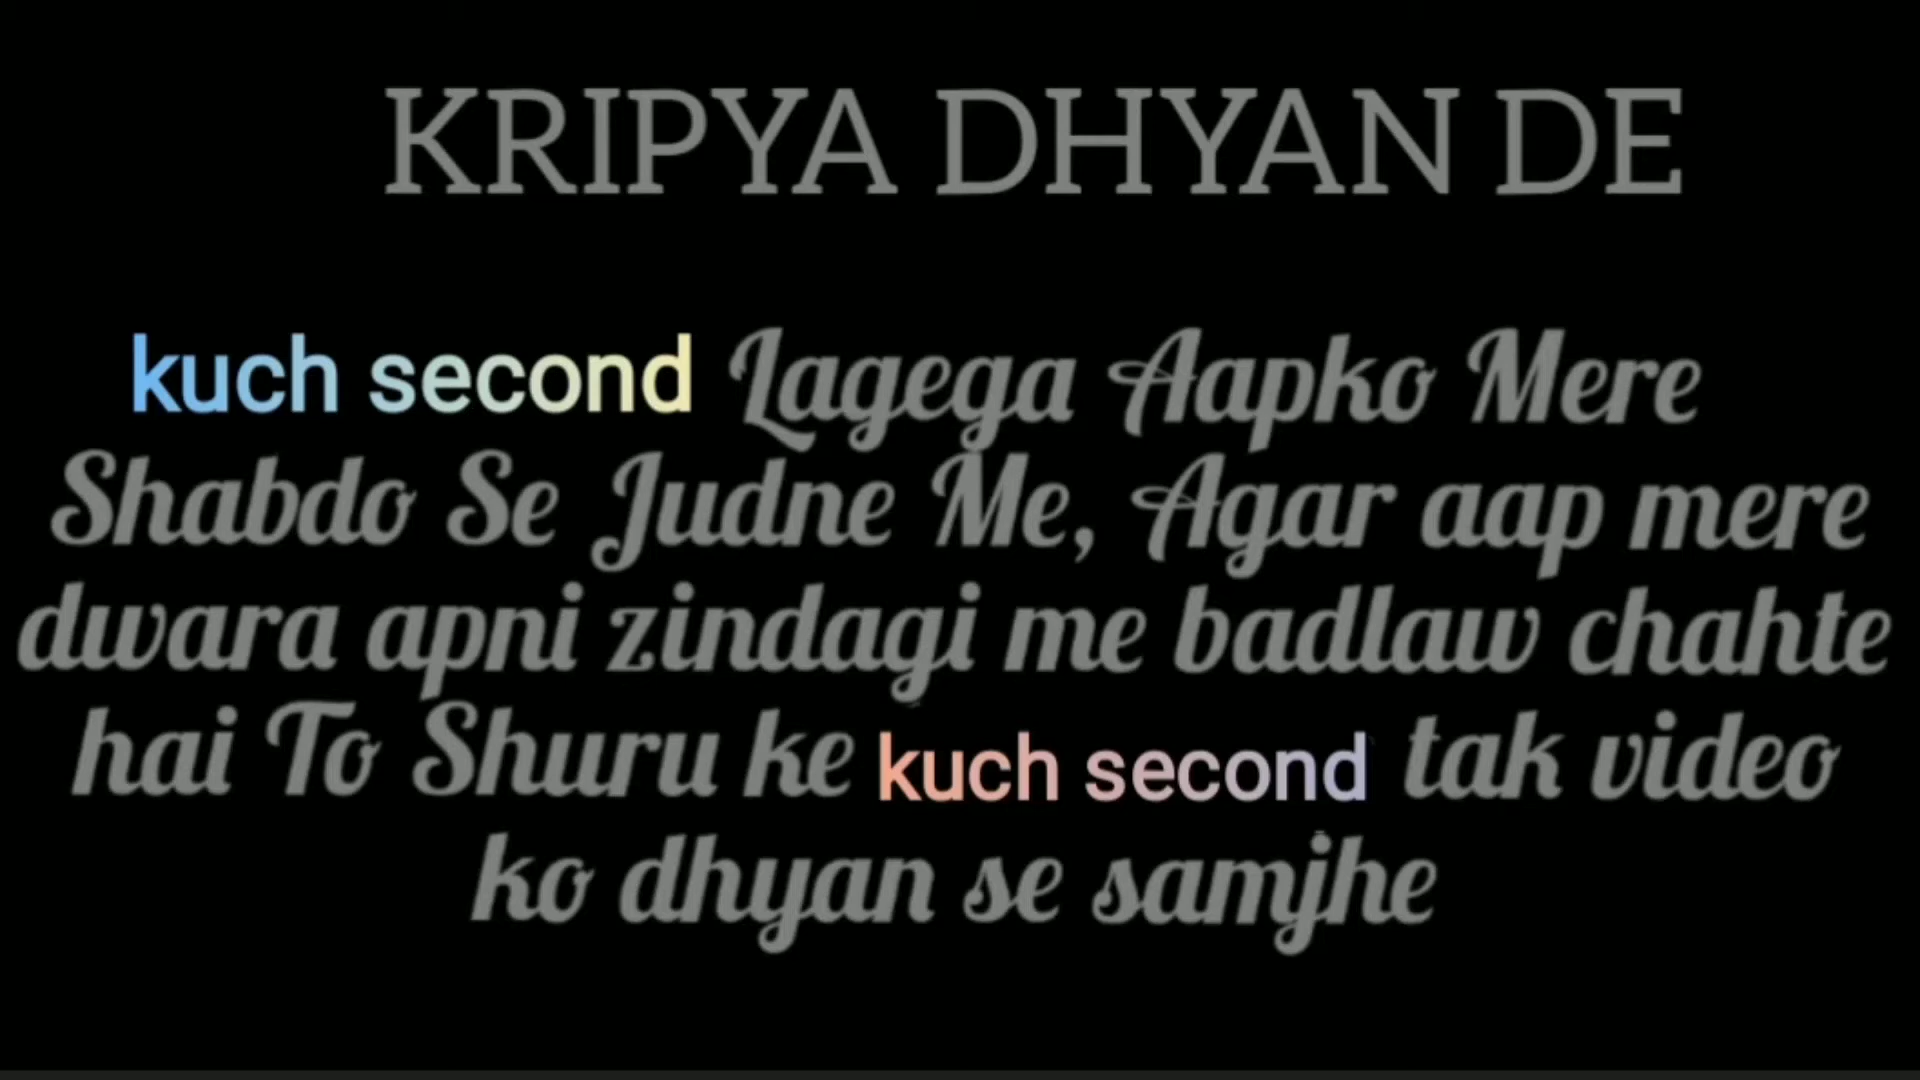 KRIPYA DHYAN DE
kuch second Lagega Aapko Mere
Shabdo Se Judne Me, Agar aap mere
dwara apni zindagi me badlaw chahte
hai To Shuru ke kuch second tak video
ko dhyan se samjhe